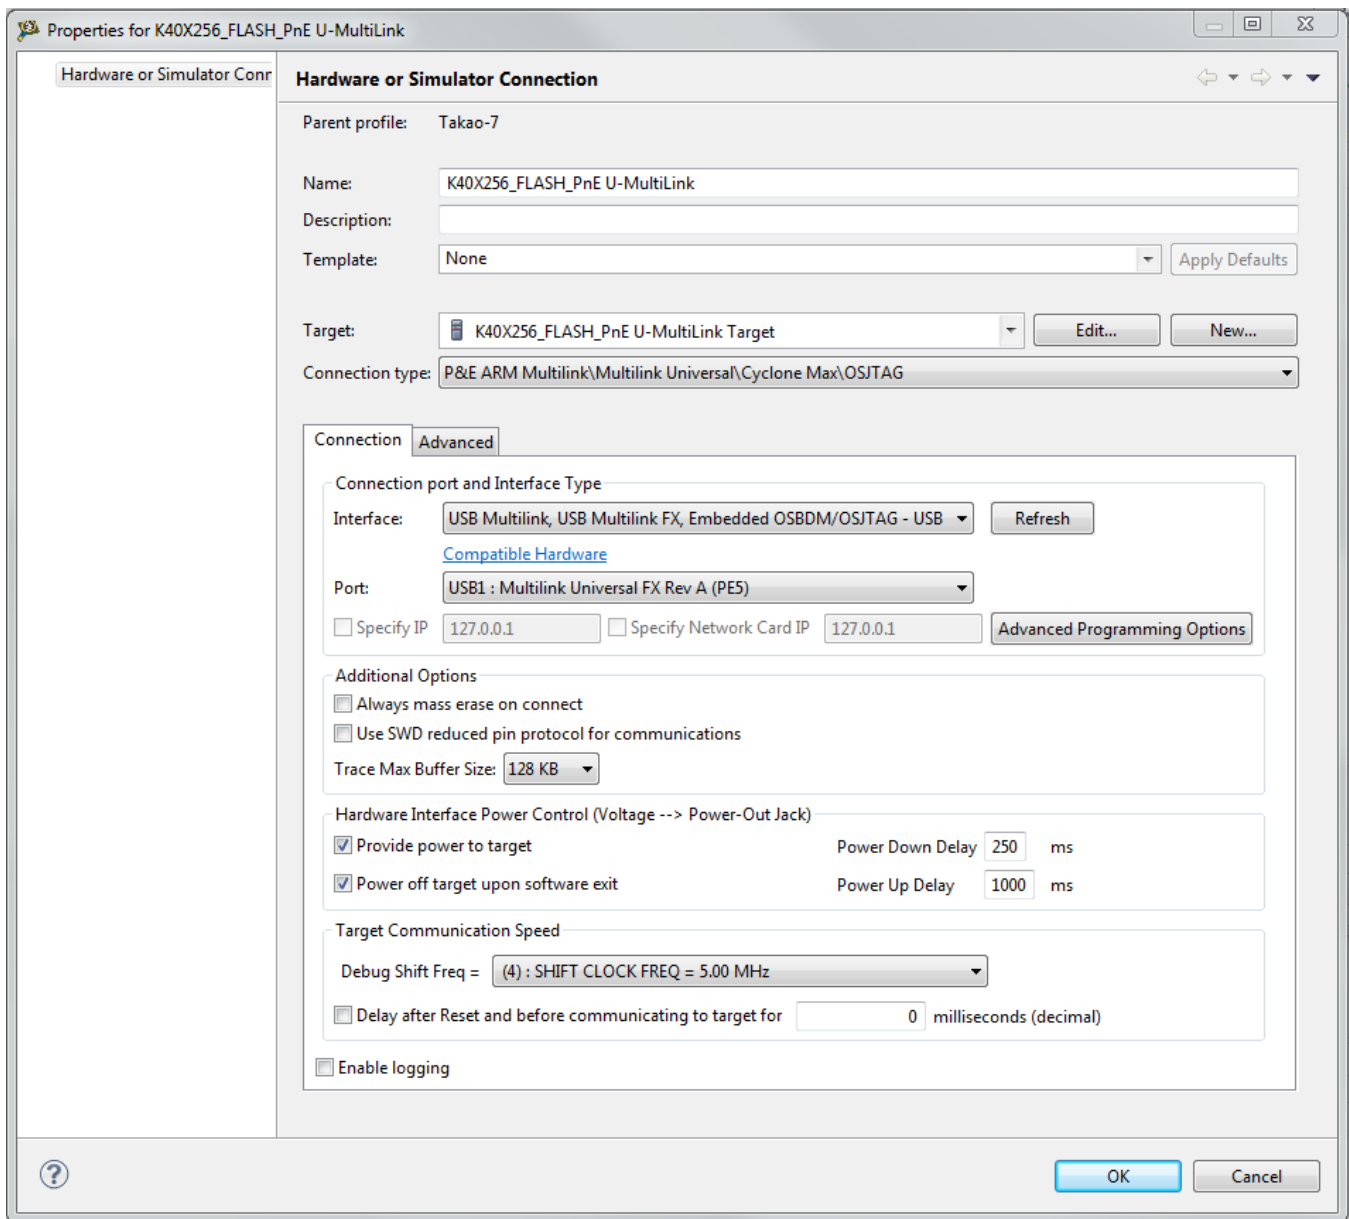 Properties for K40X256_FLASH_PnE U-MultiLink
Hardware or Simulator Conn
Hardware or Simulator Connection
Parent profile: Takao-7
Name: K40X256_FLASH_PnE U-MultiLink
Description:
Template: None Apply Defaults
Target: K40X256_FLASH_PnE U-MultiLink Target Edit... New...
Connection type: P&E ARM Multilink\Multilink Universal\Cyclone Max\OSJTAG
Connection Advanced
Connection port and Interface Type
Interface: USB Multilink, USB Multilink FX, Embedded OSBDM/OSJTAG - USB Refresh
Compatible Hardware
Port: USB1 : Multilink Universal FX Rev A (PE5)
Specify IP 127.0.0.1 Specify Network Card IP 127.0.0.1 Advanced Programming Options
Additional Options
Always mass erase on connect
Use SWD reduced pin protocol for communications
Trace Max Buffer Size: 128 KB
Hardware Interface Power Control (Voltage --> Power-Out Jack)
Provide power to target Power Down Delay 250 ms
Power off target upon software exit Power Up Delay 1000 ms
Target Communication Speed
Debug Shift Freq = (4) : SHIFT CLOCK FREQ = 5.00 MHz
Delay after Reset and before communicating to target for 0 milliseconds (decimal)
Enable logging
? OK Cancel